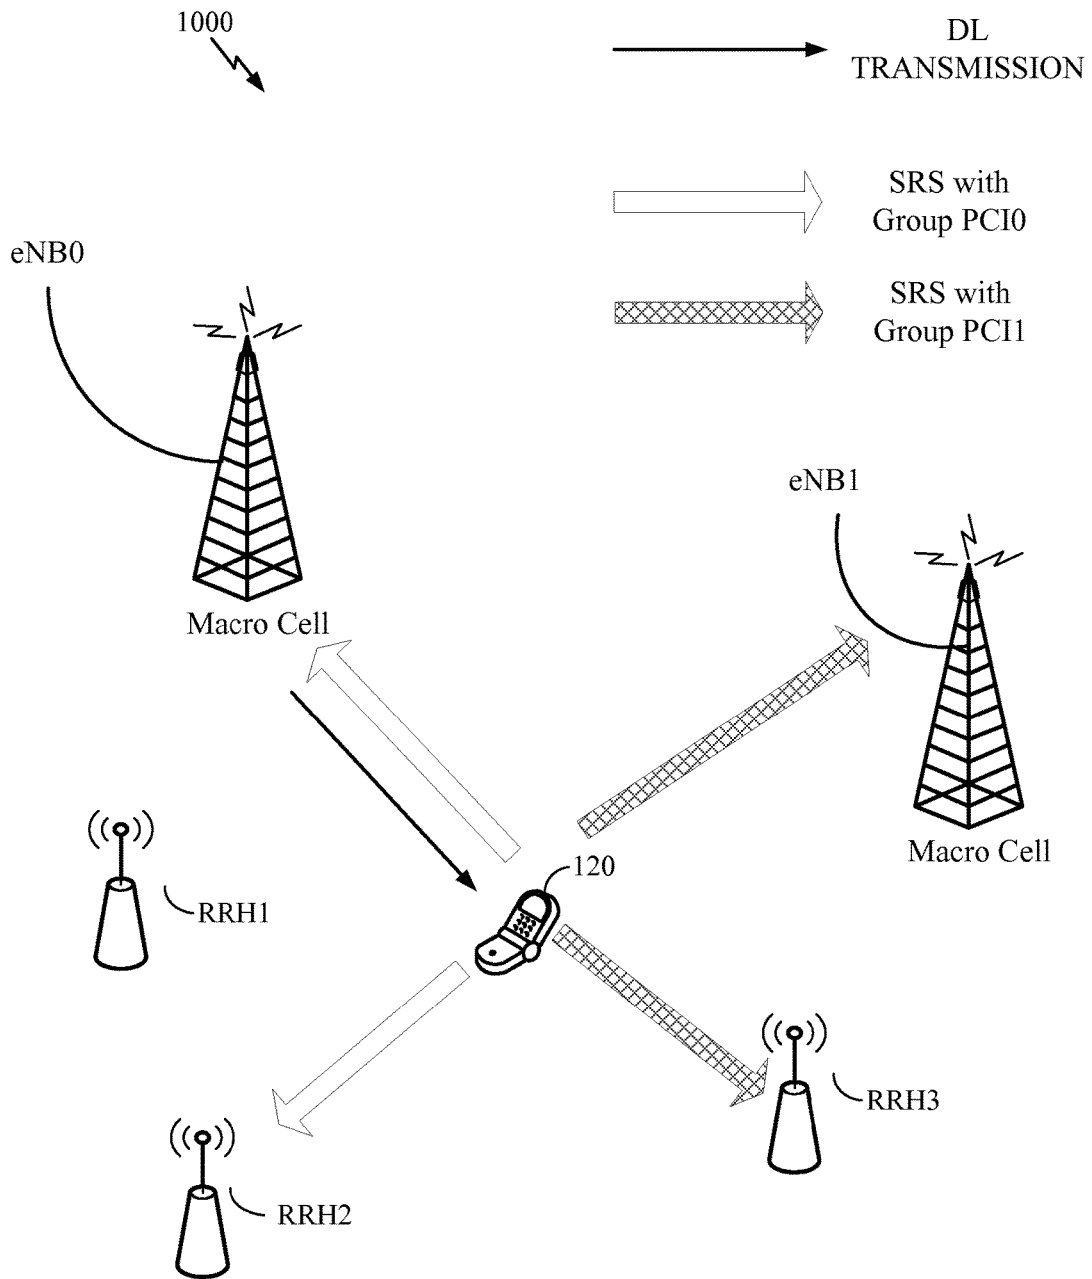 1000
DL
TRANSMISSION
SRS with
Group PCI0
eNB0
SRS with
Group PCI1
eNB1
Macro Cell
Macro Cell
120
RRH1
RRH3
RRH2